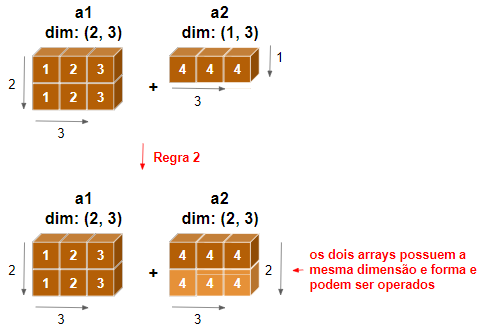 a1
dim: (2, 3)
a2
dim: (1, 3)
2
1 2 3
1 2 3
3
+
4 4 4
1
3
Regra 2
a1
dim: (2, 3)
a2
dim: (2, 3)
2
1 2 3
1 2 3
3
+
4 4 4
4 4 4
2
3
os dois arrays possuem a
mesma dimensão e forma e
podem ser operados